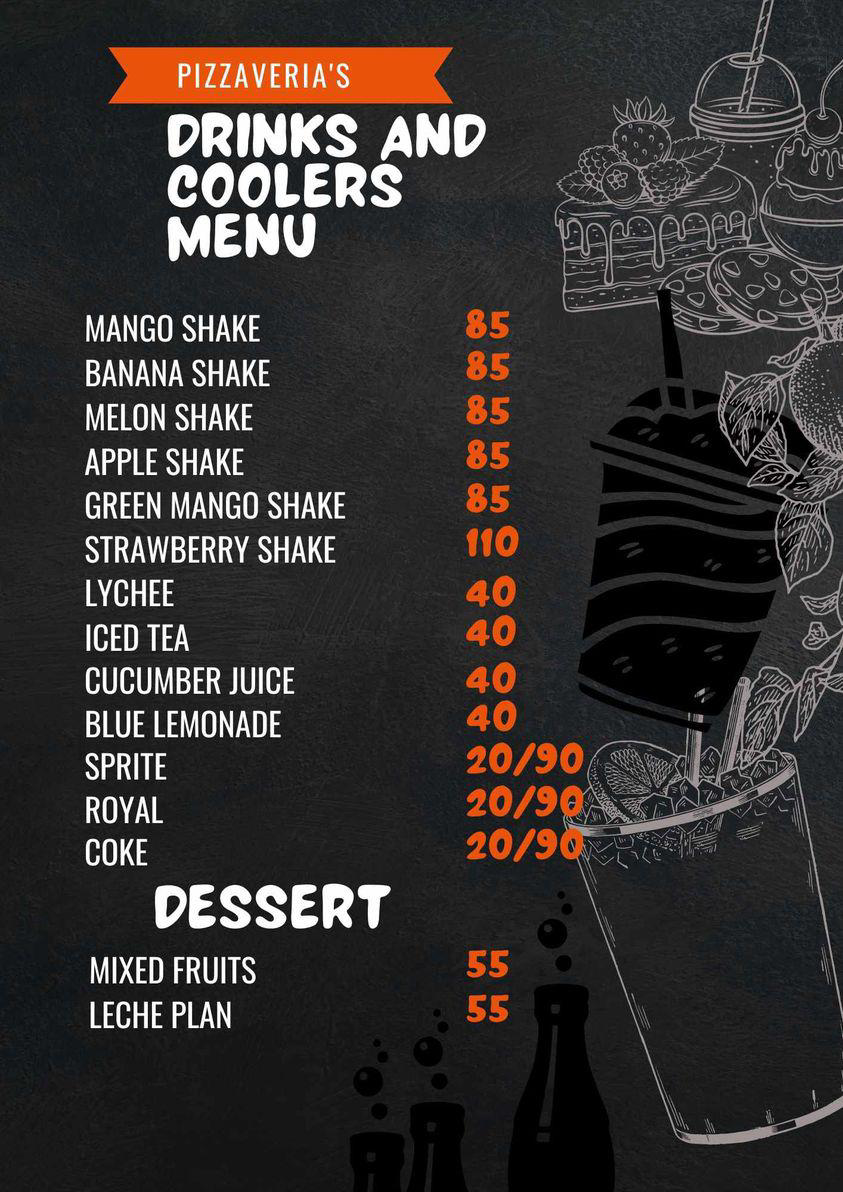 PIZZAVERIA'S
DRINKS AND
COOLERS
MENU
MANGO SHAKE 85
BANANA SHAKE 85
MELON SHAKE 85
APPLE SHAKE 85
GREEN MANGO SHAKE 85
STRAWBERRY SHAKE 110
LYCHEE 40
ICED TEA 40
CUCUMBER JUICE 40
BLUE LEMONADE 40
SPRITE 20/90
ROYAL 20/90
COKE 20/90
DESSERT
MIXED FRUITS 55
LECHE PLAN 55